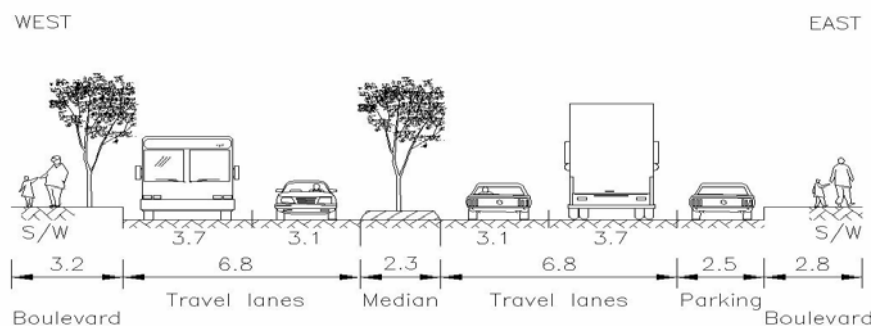 WEST EAST
S/W 3.7 3.1 3.1 3.7 S/W
3.2 6.8 2.3 6.8 2.5 2.8
Boulevard Travel lanes Median Travel lanes Parking Boulevard